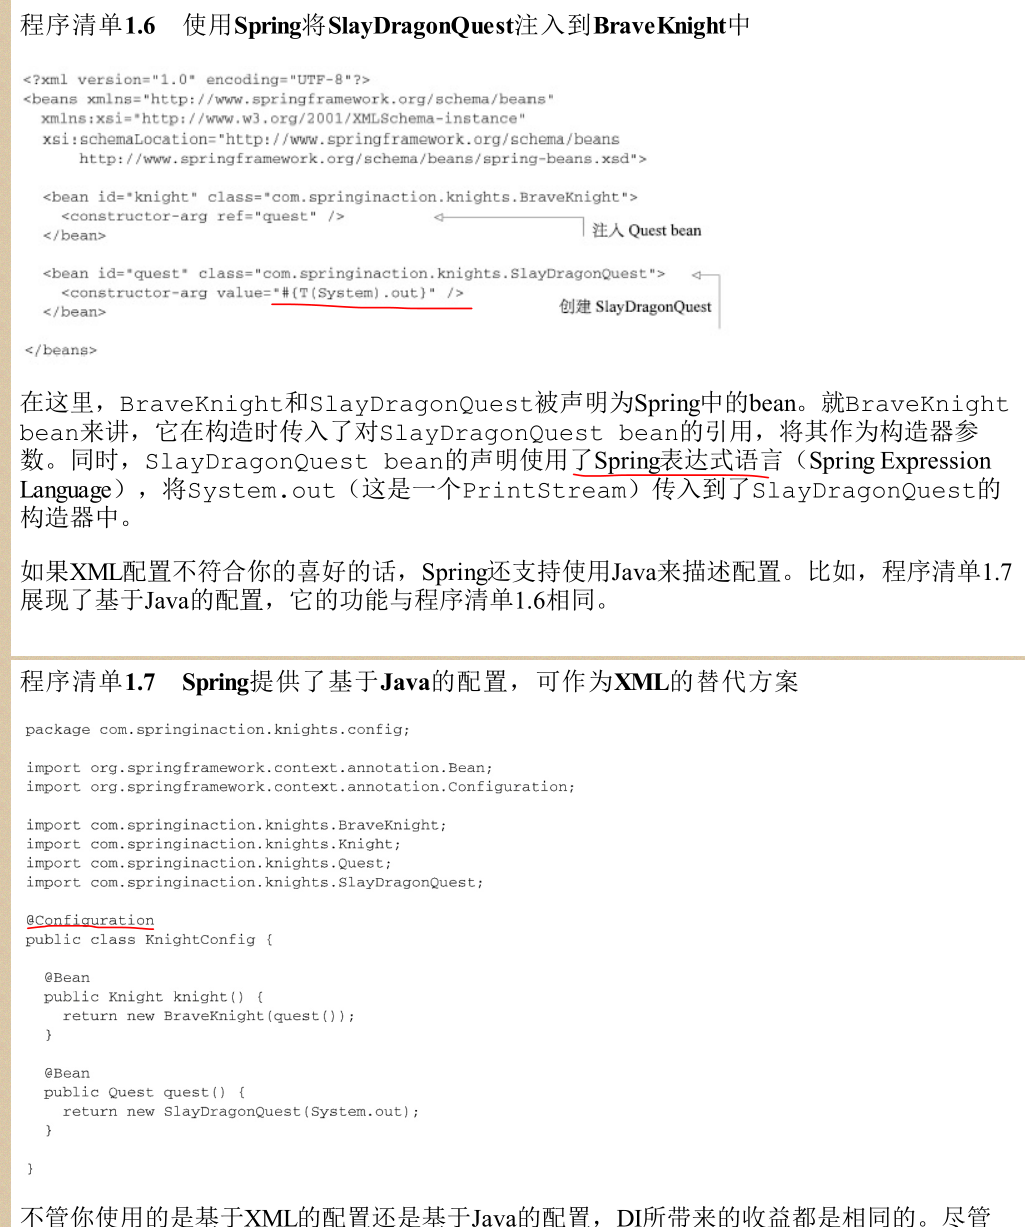 程序清单1.6 使用Spring将SlayDragonQuest注入到BraveKnight中
<?xml version="1.0" encoding="UTF-8"?>
<beans xmlns="http://www.springframework.org/schema/beans"
xmlns:xsi="http://www.w3.org/2001/XMLSchema-instance"
xsi:schemaLocation="http://www.springframework.org/schema/beans
http://www.springframework.org/schema/beans/spring-beans.xsd">
<bean id="knight" class="com.springinaction.knights.BraveKnight">
<constructor-arg ref="quest" />
注入 Quest bean
</bean>
<bean id="quest" class="com.springinaction.knights.SlayDragonQuest">
<constructor-arg value="#{T(System).out}" />
创建 SlayDragonQuest
</bean>
</beans>
在这里，BraveKnight和SlayDragonQuest被声明为Spring中的bean。就BraveKnight
bean来讲，它在构造时传入了对SlayDragonQuest bean的引用，将其作为构造器参
数。同时，SlayDragonQuest bean的声明使用了Spring表达式语言（Spring Expression
Language），将System.out（这是一个PrintStream）传入到了SlayDragonQuest的
构造器中。
如果XML配置不符合你的喜好的话，Spring还支持使用Java来描述配置。比如，程序清单1.7
展现了基于Java的配置，它的功能与程序清单1.6相同。
程序清单1.7 Spring提供了基于Java的配置，可作为XML的替代方案
package com.springinaction.knights.config;
import org.springframework.context.annotation.Bean;
import org.springframework.context.annotation.Configuration;
import com.springinaction.knights.BraveKnight;
import com.springinaction.knights.Knight;
import com.springinaction.knights.Quest;
import com.springinaction.knights.SlayDragonQuest;
@Configuration
public class KnightConfig {
@Bean
public Knight knight() {
return new BraveKnight(quest());
}
@Bean
public Quest quest() {
return new SlayDragonQuest(System.out);
}
}
不管你使用的是基于XML的配置还是基于Java的配置，DI所带来的收益都是相同的。尽管